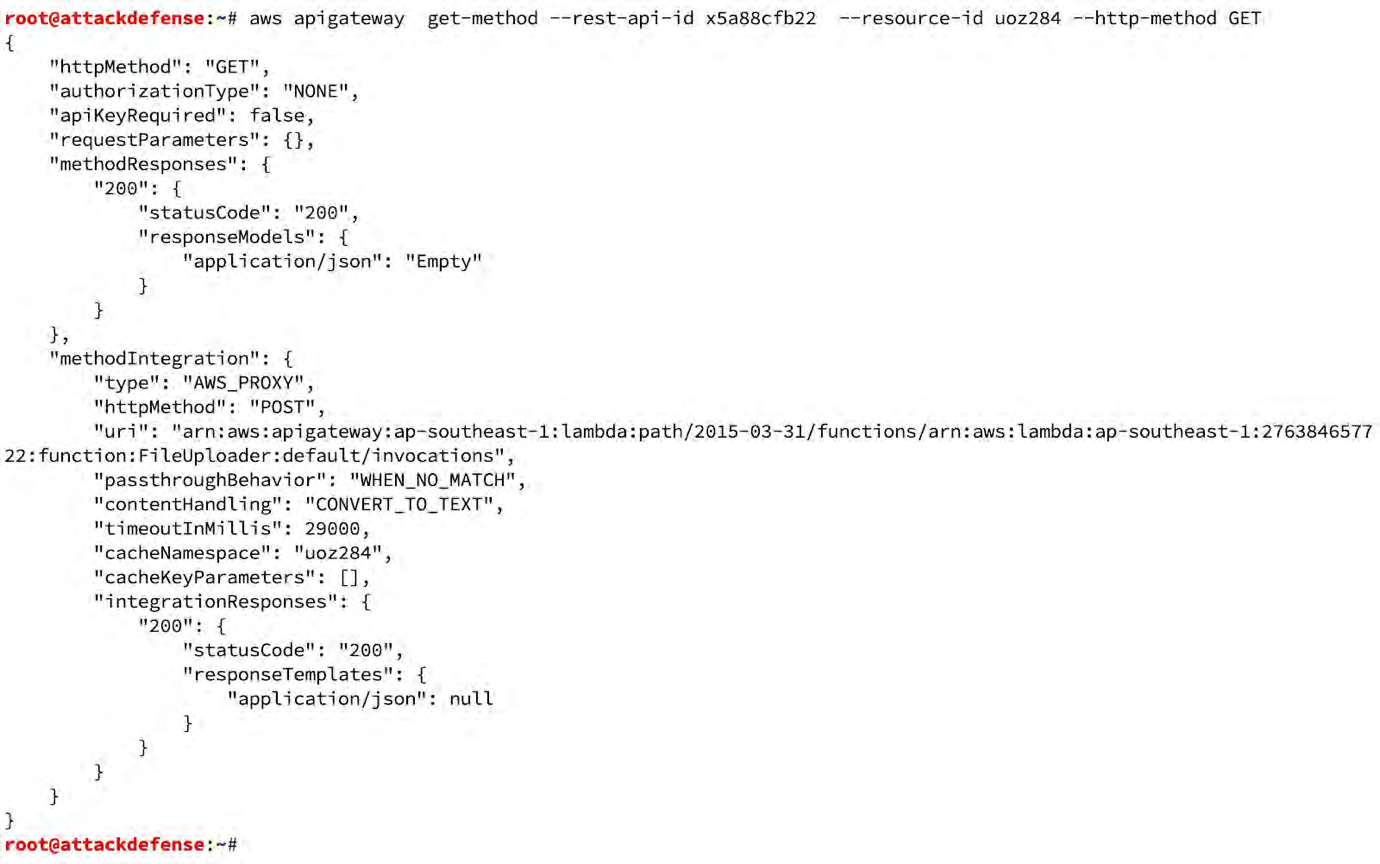 root@attackdefense:~# aws apigateway  get-method --rest-api-id x5a88cfb22  --resource-id uoz284 --http-method GET
{
    "httpMethod": "GET",
    "authorizationType": "NONE",
    "apiKeyRequired": false,
    "requestParameters": {},
    "methodResponses": {
        "200": {
            "statusCode": "200",
            "responseModels": {
                "application/json": "Empty"
            }
        }
    },
    "methodIntegration": {
        "type": "AWS_PROXY",
        "httpMethod": "POST",
        "uri": "arn:aws:apigateway:ap-southeast-1:lambda:path/2015-03-31/functions/arn:aws:lambda:ap-southeast-1:2763846577
22:function:FileUploader:default/invocations",
        "passthroughBehavior": "WHEN_NO_MATCH",
        "contentHandling": "CONVERT_TO_TEXT",
        "timeoutInMillis": 29000,
        "cacheNamespace": "uoz284",
        "cacheKeyParameters": [],
        "integrationResponses": {
            "200": {
                "statusCode": "200",
                "responseTemplates": {
                    "application/json": null
                }
            }
        }
    }
}
root@attackdefense:~#